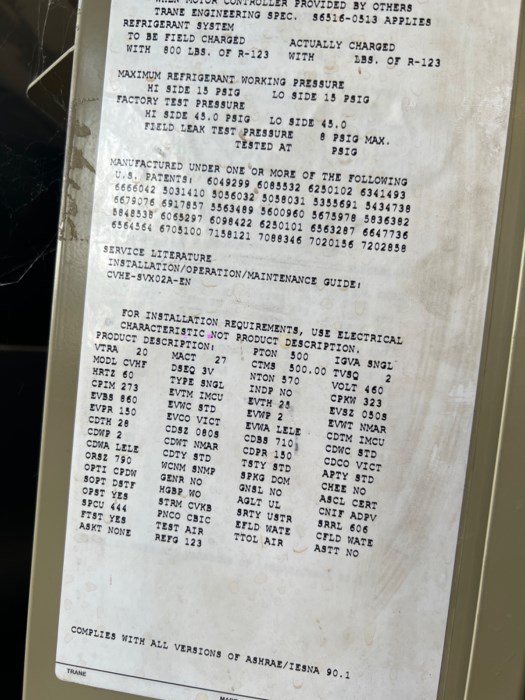 MOTOR CONTROLLER PROVIDED BY OTHERS
TRANE ENGINEERING SPEC. S6516-0513 APPLIES
REFRIGERANT SYSTEM
TO BE FIELD CHARGED ACTUALLY CHARGED
WITH 800 LBS. OF R-123 WITH LBS. OF R-123
MAXIMUM REFRIGERANT WORKING PRESSURE
HI SIDE 15 PSIG LO SIDE 15 PSIG
FACTORY TEST PRESSURE
HI SIDE 45.0 PSIG LO SIDE 45.0
FIELD LEAK TEST PRESSURE 8 PSIG MAX.
TESTED AT PSIG
MANUFACTURED UNDER ONE OR MORE OF THE FOLLOWING
U.S. PATENTS: 6049299 6085532 6250102 6341493
6666042 5031410 5056032 5058031 5355691 5434738
6679076 6917857 5563489 5600960 5675978 5836382
5848538 6065297 6098422 6250101 6563287 6647736
6564564 6705100 7158121 7088346 7020156 7202858
SERVICE LITERATURE
INSTALLATION/OPERATION/MAINTENANCE GUIDE:
CVHE-SVX02A-EN
FOR INSTALLATION REQUIREMENTS, USE ELECTRICAL
CHARACTERISTIC NOT PRODUCT DESCRIPTION.
PRODUCT DESCRIPTION: PTON 500 IGVA SNGL
VTRA 20 MACT 27 CTMS 500.00 TVSQ 2
MODL CVHF DSEQ 3V NTON 570 VOLT 460
HRTZ 60 TYPE SNGL INDP NO CPKW 323
CPIM 273 EVTM IMCU EVTH 25 EVSZ 050S
EVBS 860 EVWC STD EVWP 2 EVWT NMAR
EVPR 150 EVCO VICT EVWA LELE CDTM IMCU
CDTH 28 CDSZ 080S CDBS 710 CDWC STD
CDWP 2 CDWT NMAR CDPR 150 CDCO VICT
CDWA LELE CDTY STD TSTY STD APTY STD
ORSZ 790 WCNM SNMP SPKG DOM CHEE NO
OPTI CPDW GENR NO GNSL NO ASCL CERT
SOPT DSTF HGBP WO AGLT UL CNIF ADPV
OPST YES STRM CVKB SRTY USTR SRRL 606
SPCU 444 PNCO CBIC EFLD WATE CFLD WATE
FTST YES TEST AIR TTOL AIR ASTT NO
ASKT NONE REFG 123
COMPLIES WITH ALL VERSIONS OF ASHRAE/IESNA 90.1
TRANE